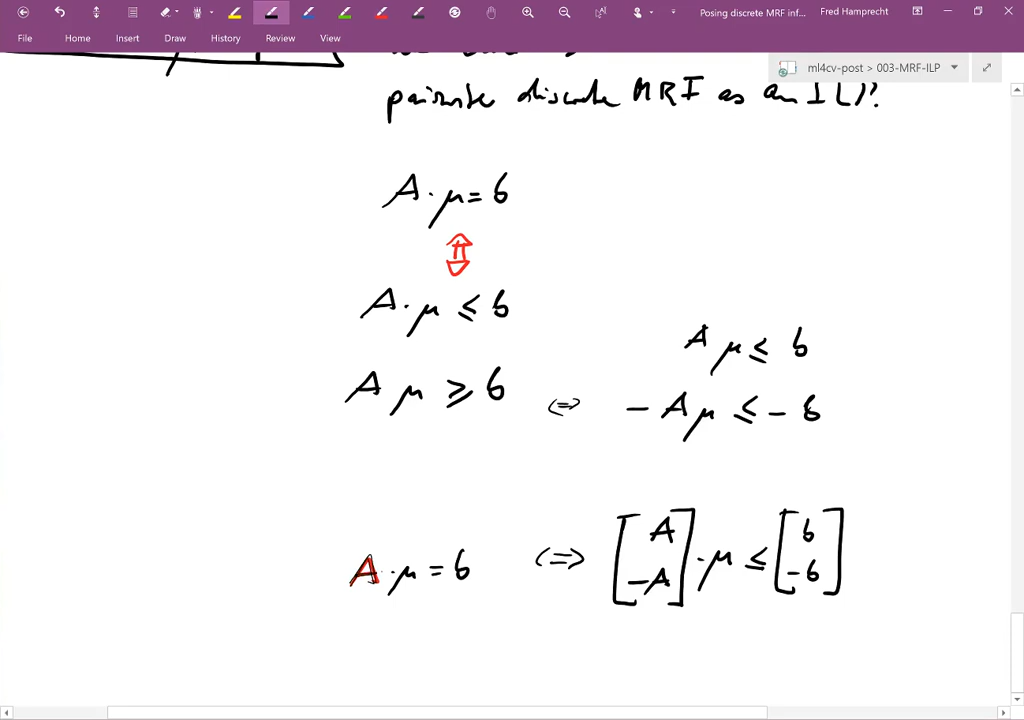 Posing discrete MRF inf... Fred Hamprecht
File Home Insert Draw History Review View
ml4cv-post > 003-MRF-ILP
pairwise discrete MRF as an ILP?
A · μ = b
A · μ ≤ b
A μ ≥ b ⇔ A μ ≤ b
- A μ ≤ - b
A · μ = b ⇔ [A -A] · μ ≤ [b -b]